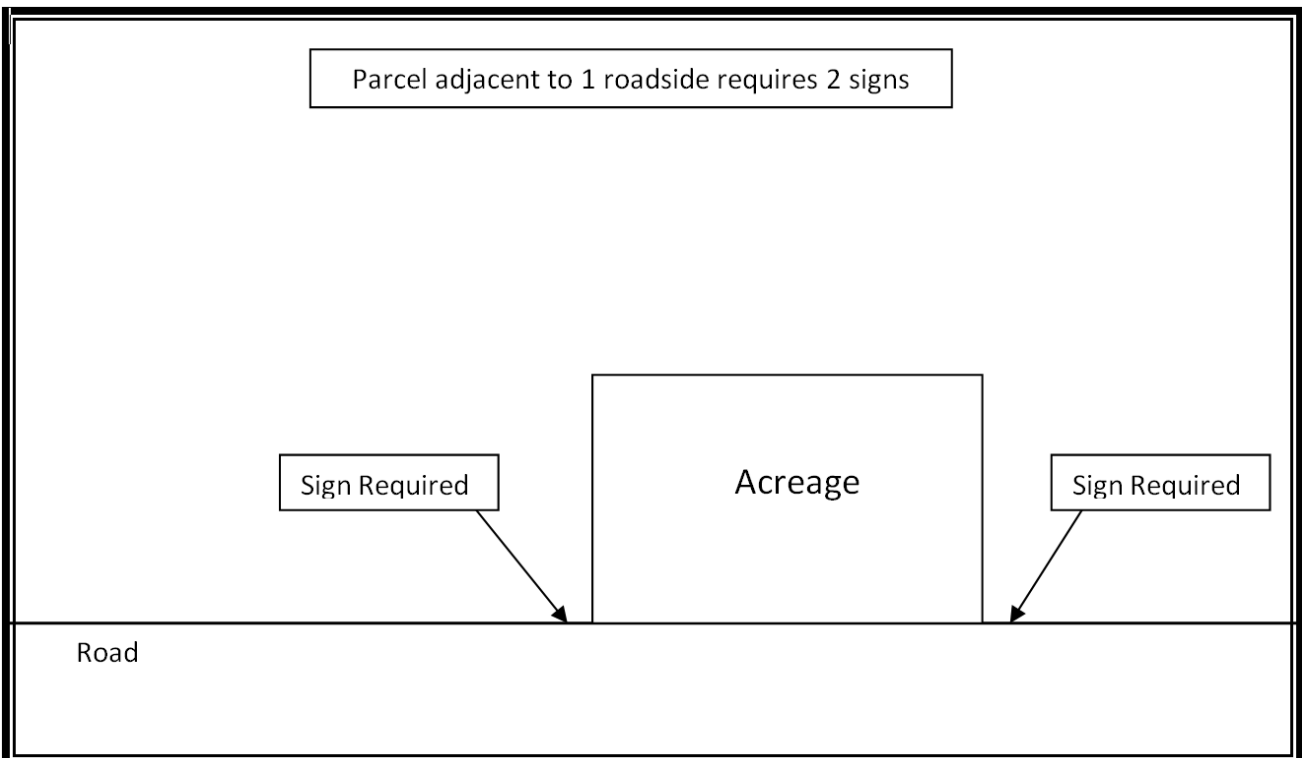 Parcel adjacent to 1 roadside requires 2 signs
Sign Required
Acreage
Sign Required
Road